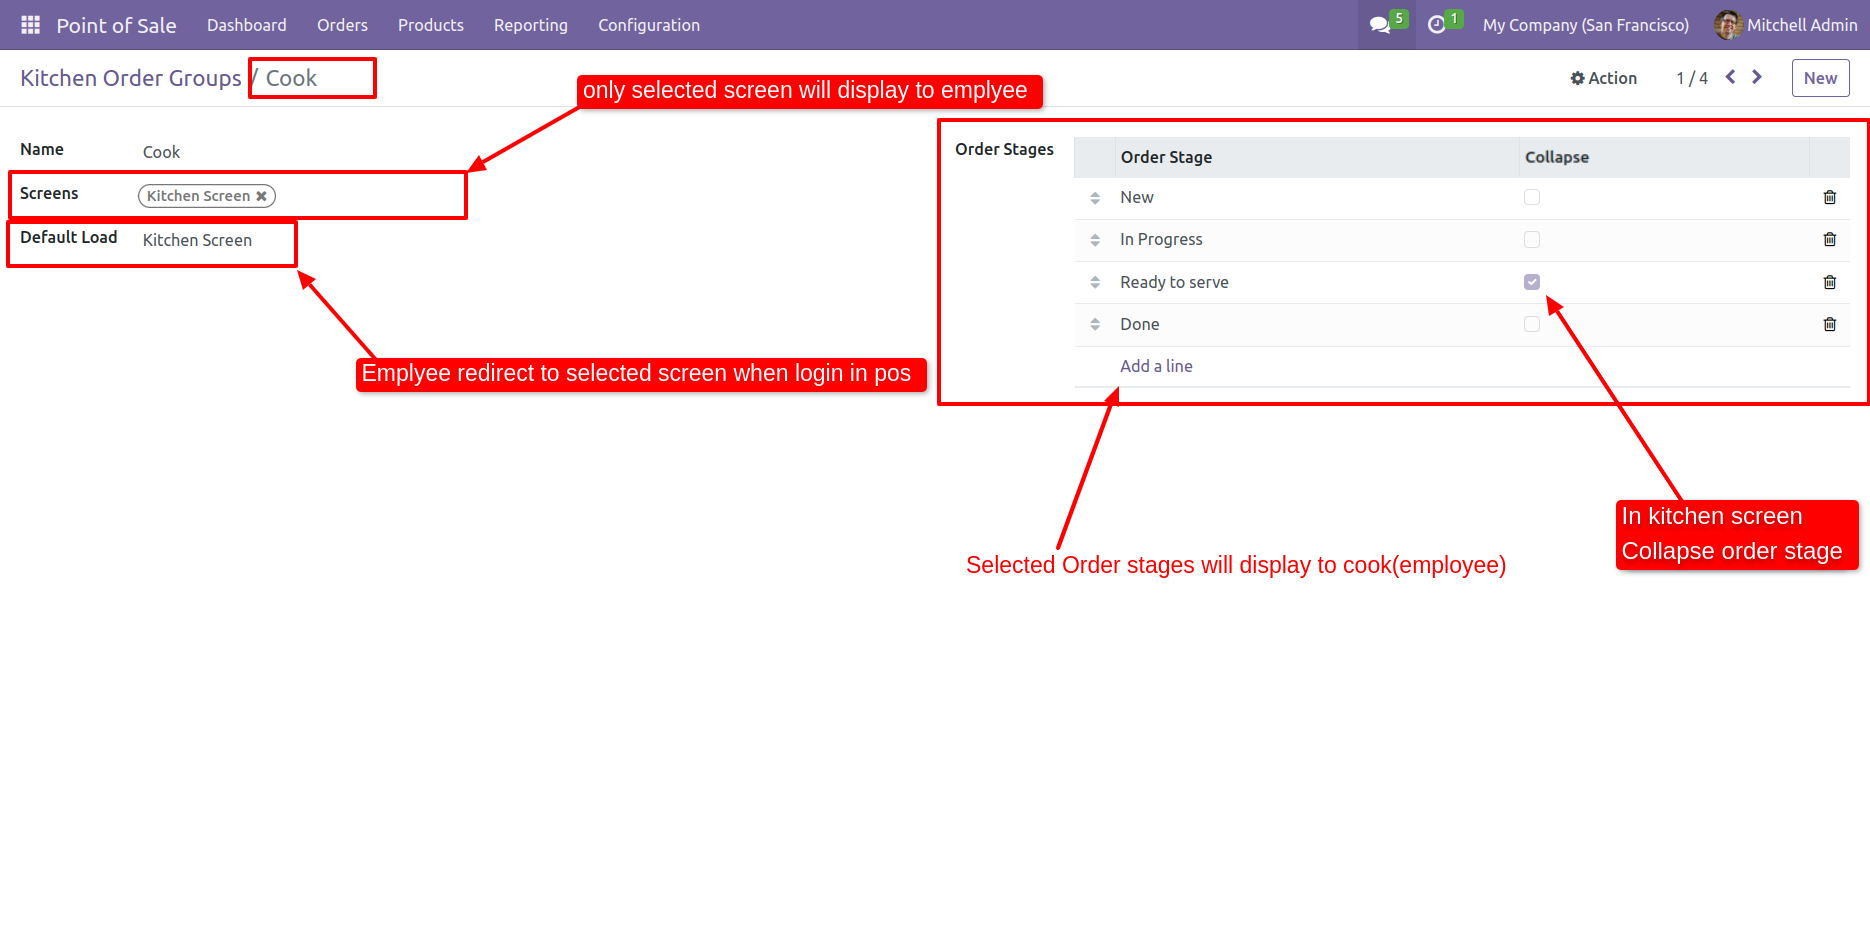 Point of Sale Dashboard Orders Products Reporting Configuration 5 1 My Company (San Francisco) Mitchell Admin
Kitchen Order Groups / Cook
Action 1 / 4 New
only selected screen will display to emplyee
Name Cook
Screens Kitchen Screen
Default Load Kitchen Screen
Emplyee redirect to selected screen when login in pos
Order Stages Order Stage Collapse
New
In Progress
Ready to serve
Done
Add a line
In kitchen screen
Collapse order stage
Selected Order stages will display to cook(employee)